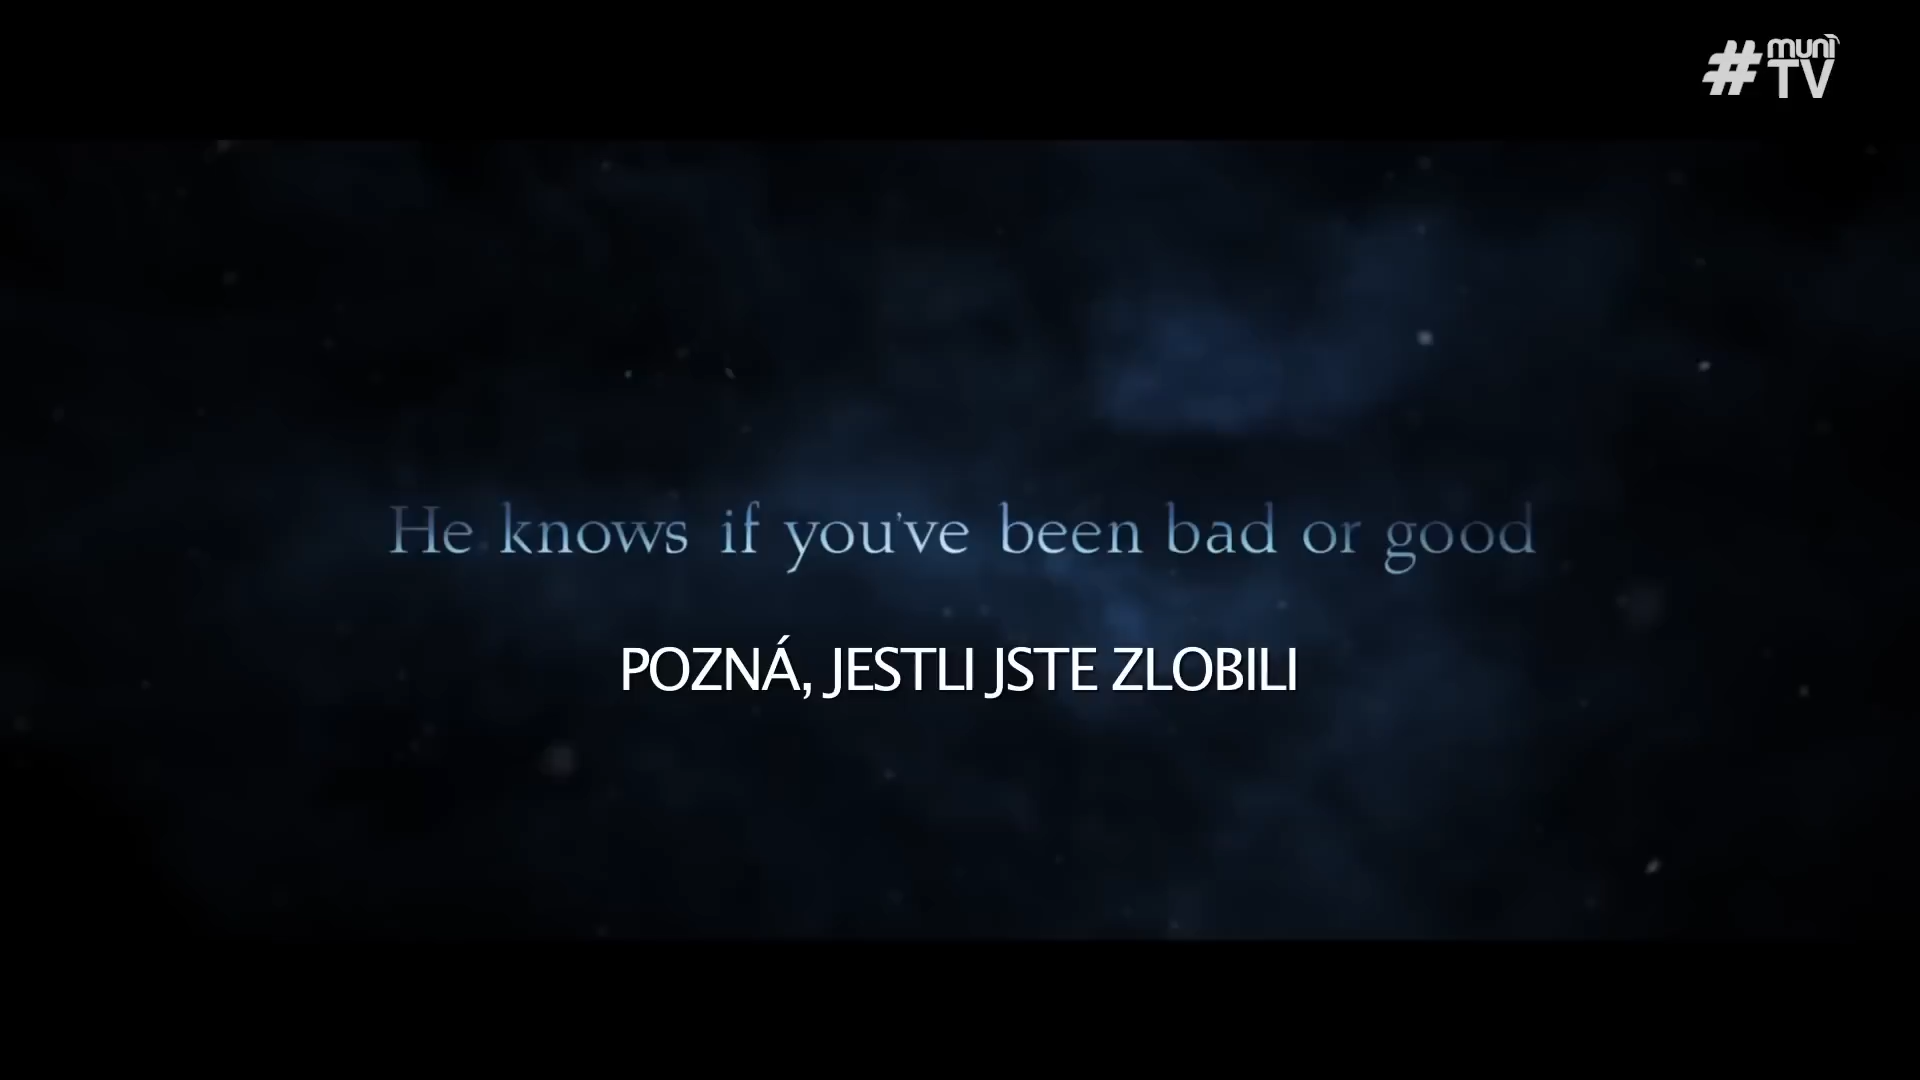 #muni TV
He knows if you've been bad or good
POZNÁ, JESTLI JSTE ZLOBILI